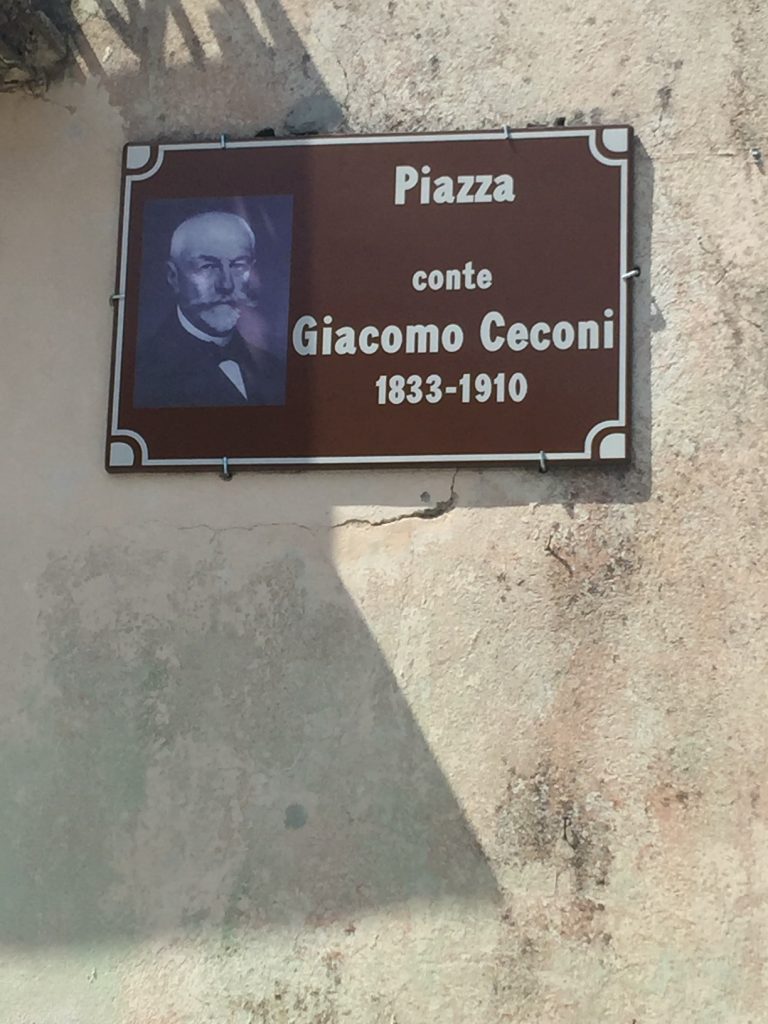 Piazza
conte
Giacomo Ceconi
1833-1910